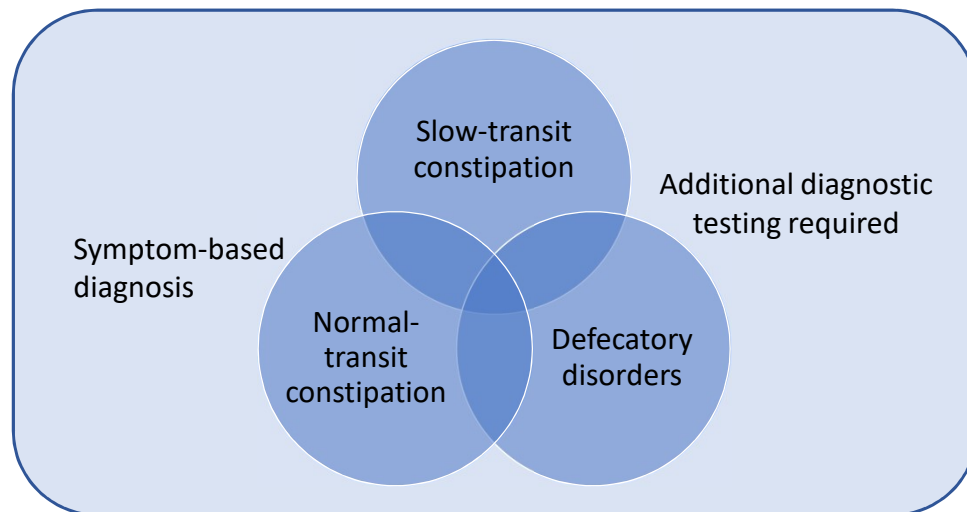 Slow-transit
constipation
Additional diagnostic
testing required
Symptom-based
diagnosis
Normal-
transit
constipation
Defecatory
disorders